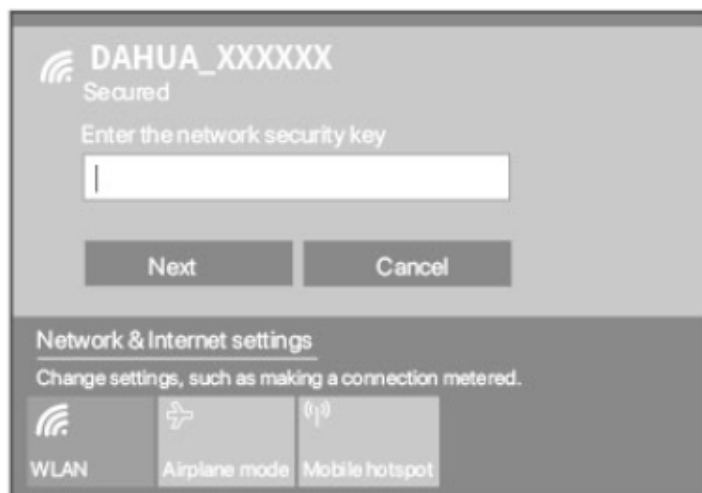 DAHUA_XXXXXX
Secured
Enter the network security key
Next Cancel
Network & Internet settings
Change settings, such as making a connection metered.
WLAN Airplane mode Mobile hotspot